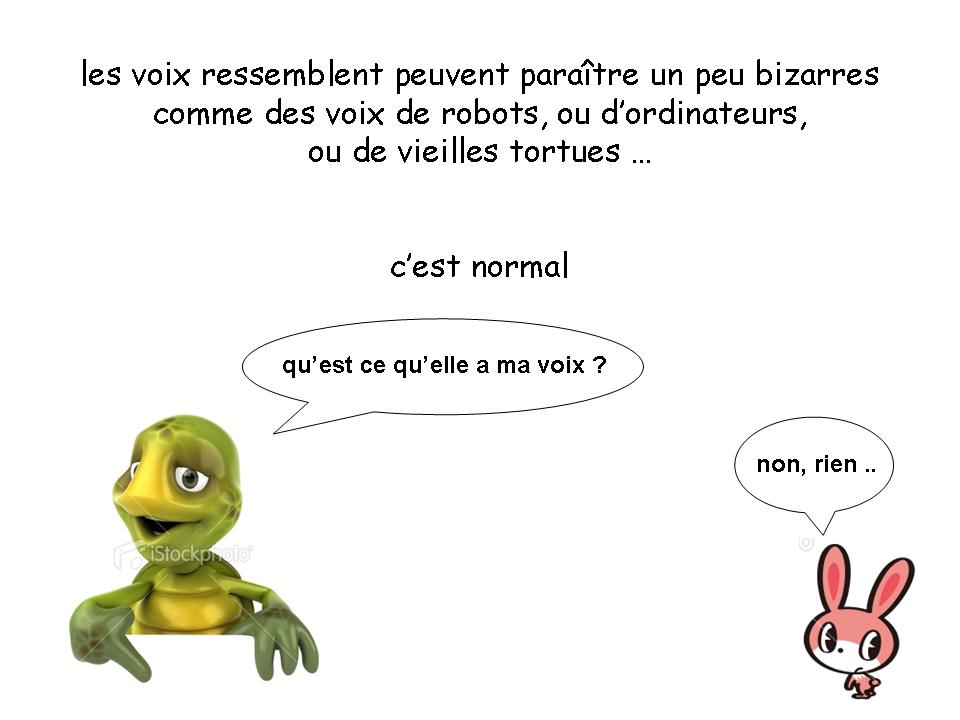 les voix ressemblent peuvent paraître un peu bizarres
comme des voix de robots, ou d’ordinateurs,
ou de vieilles tortues ...
c’est normal
qu’est ce qu’elle a ma voix ?
non, rien ..
iStockphoto